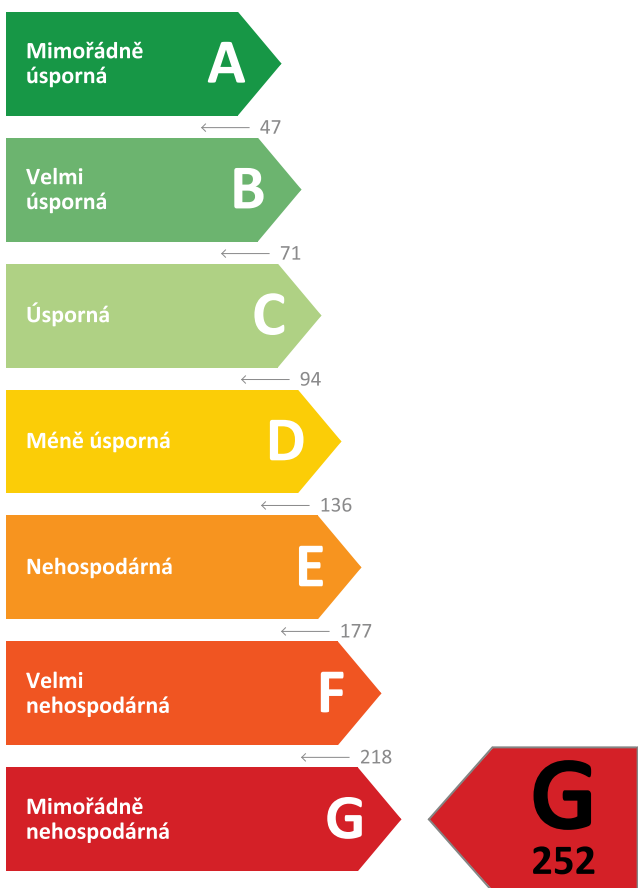 Mimořádně
úsporná
A
47
Velmi
úsporná
B
71
Úsporná
C
94
Méně úsporná
D
136
Nehospodárná
E
177
Velmi
nehospodárná
F
218
Mimořádně
nehospodárná
G
G
252